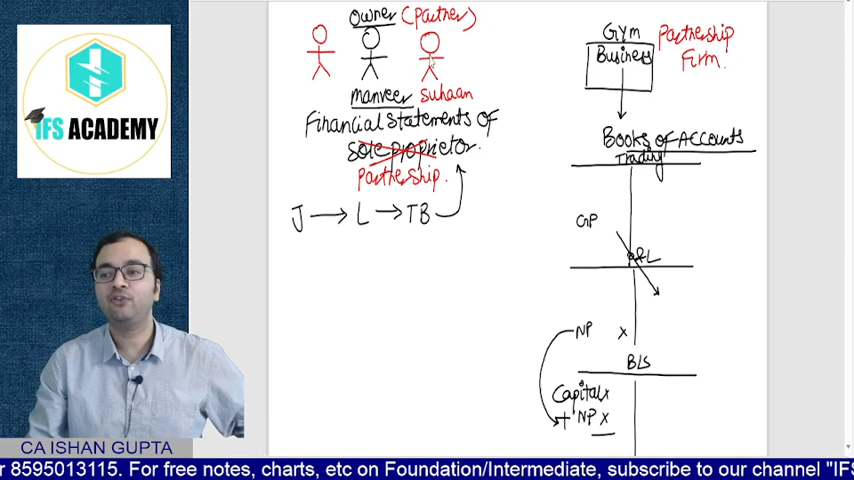 owner (partner)
manveer suhaan
Financial Statements of
Sole proprietor.
partnership.
J → L → TB
Gym
Business
Partnership
Firm.
Books of Accounts
Trading
GP
P&L
NP x
B/S
Capital x
+ NP x
IFS ACADEMY
CA ISHAN GUPTA
r 8595013115. For free notes, charts, etc on Foundation/Intermediate, subscribe to our channel "IFS